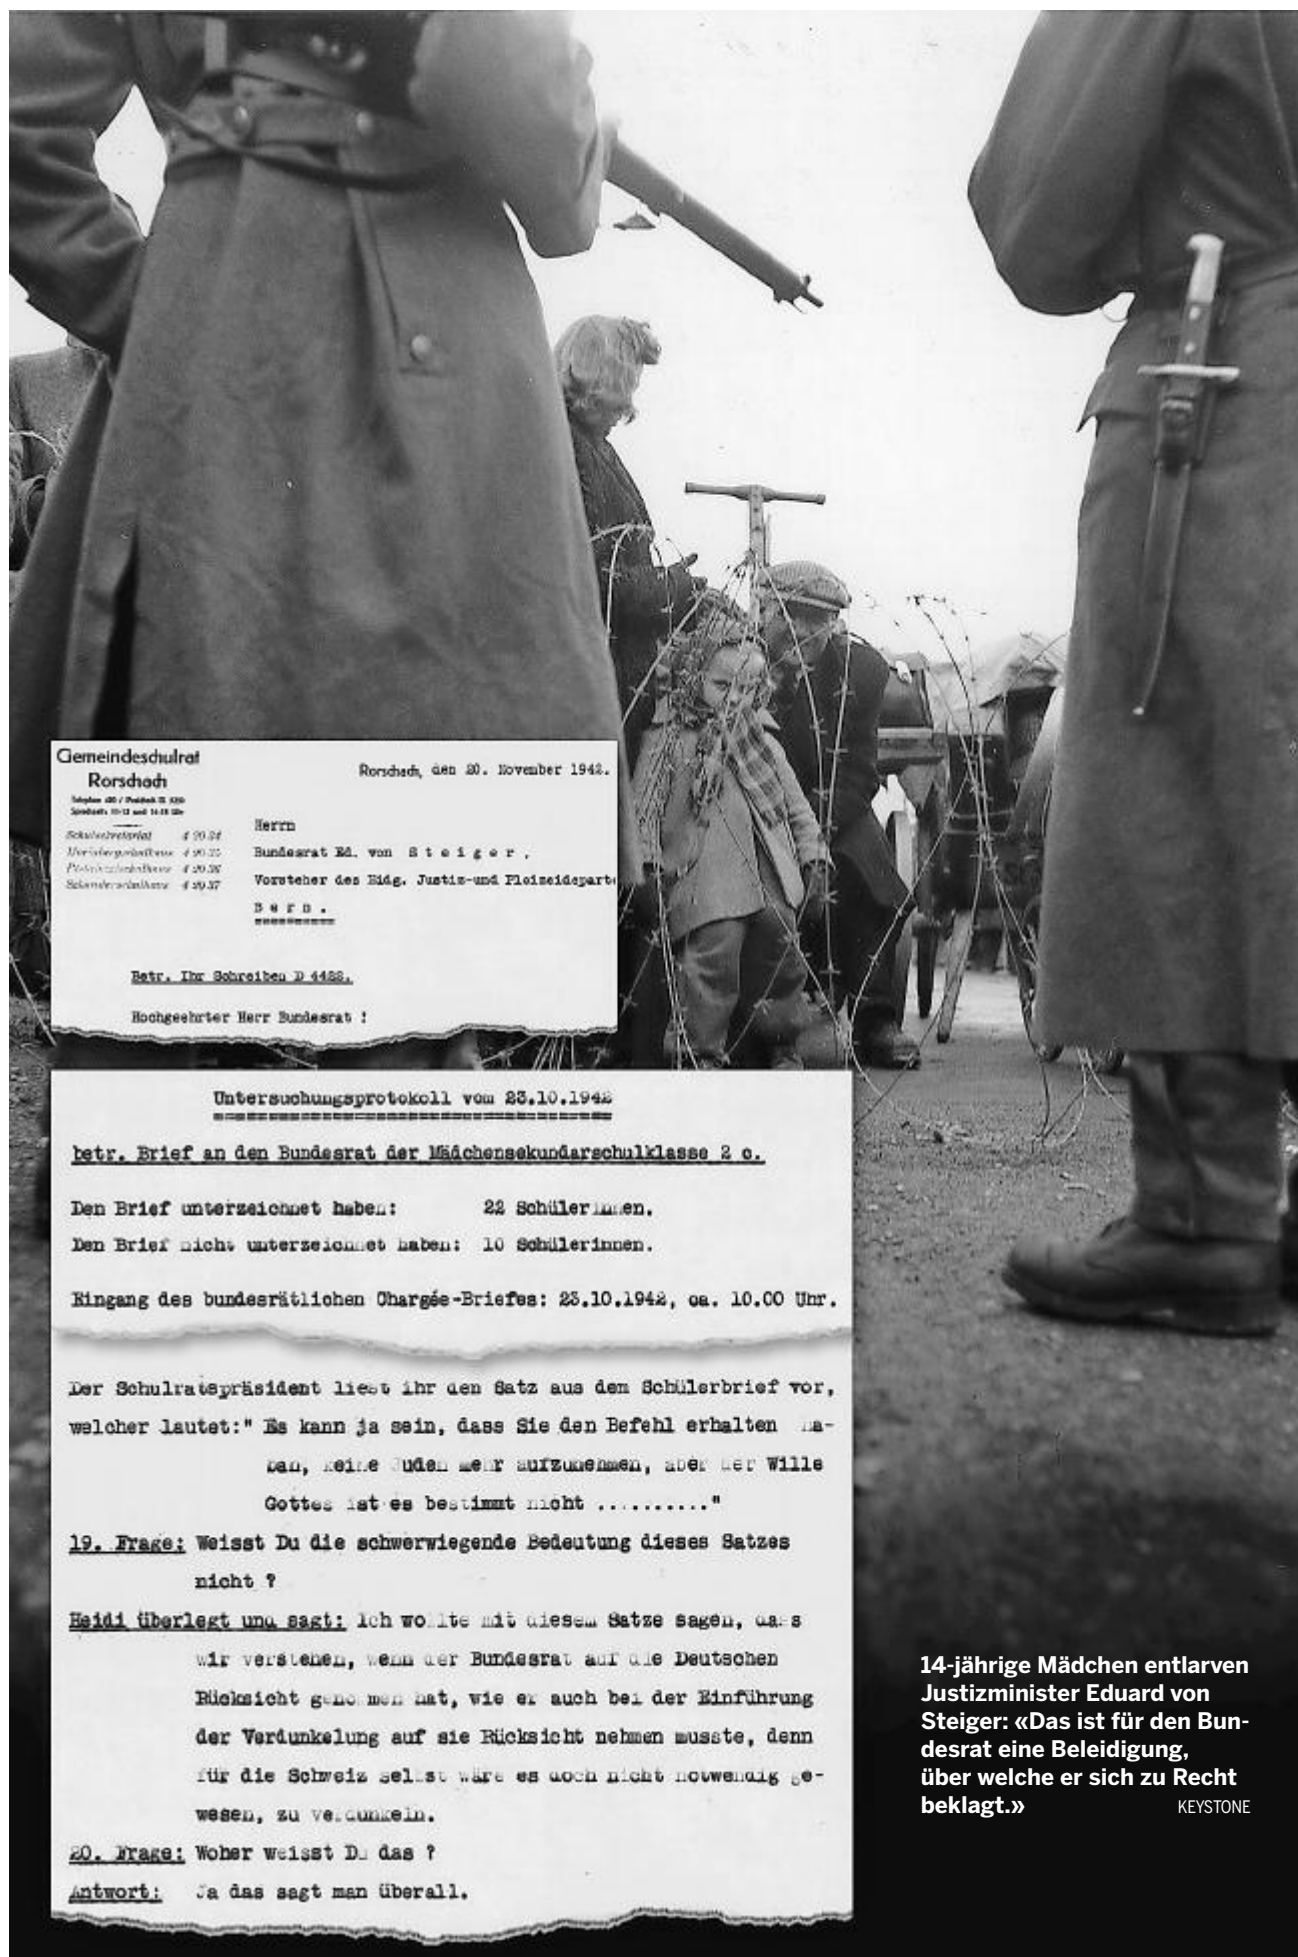 Gemeindeschulrat
Rorschach
Rorschach, den 20. November 1942.
Schulsekretariat 4 20.34
Herrn
Bundesrat Ed. von Steiger,
Vorsteher des Eidg. Justiz-und Ploizeideparte
Bern.
Betr. Ihr Schreiben D 4422.
Hochgeehrter Herr Bundesrat !
Untersuchungsprotokoll vom 23.10.1942
betr. Brief an den Bundesrat der Mädchensekundarschulklasse 2 c.
Den Brief unterzeichnet haben: 22 Schülerinnen.
Den Brief nicht unterzeichnet haben: 10 Schülerinnen.
Eingang des bundesrätlichen Chargée-Briefes: 23.10.1942, ca. 10.00 Uhr.
Der Schulratspräsident liest ihr den Satz aus dem Schülerbrief vor,
welcher lautet:" Es kann ja sein, dass Sie den Befehl erhalten ha-
ben, keine Juden mehr aufzunehmen, aber der Wille
Gottes ist es bestimmt nicht .........."
19. Frage: Weisst Du die schwerwiegende Bedeutung dieses Satzes
nicht ?
Heidi überlegt und sagt: Ich wollte mit diesem Satze sagen, dass
wir verstehen, wenn der Bundesrat auf die Deutschen
Rücksicht genommen hat, wie er auch bei der Einführung
der Verdunkelung auf sie Rücksicht nehmen musste, denn
für die Schweiz selbst wäre es doch nicht notwendig ge-
wesen, zu verdunkeln.
20. Frage: Woher weisst Du das ?
Antwort: Ja das sagt man überall.
14-jährige Mädchen entlarven
Justizminister Eduard von
Steiger: «Das ist für den Bun-
desrat eine Beleidigung,
über welche er sich zu Recht
beklagt.» KEYSTONE